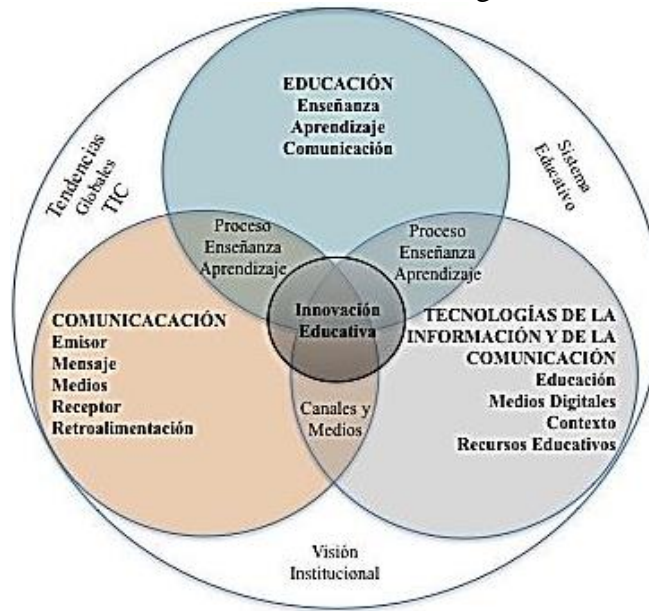 EDUCACIÓN
Enseñanza
Aprendizaje
Comunicación
Tendencias
Globales
TIC
Sistema
Educativo
Proceso
Enseñanza
Aprendizaje
Proceso
Enseñanza
Aprendizaje
Innovación
Educativa
COMUNICACACIÓN
Emisor
Mensaje
Medios
Receptor
Retroalimentación
TECNOLOGÍAS DE LA
INFORMACIÓN Y DE LA
COMUNICACIÓN
Educación
Medios Digitales
Contexto
Recursos Educativos
Canales y
Medios
Visión
Institucional